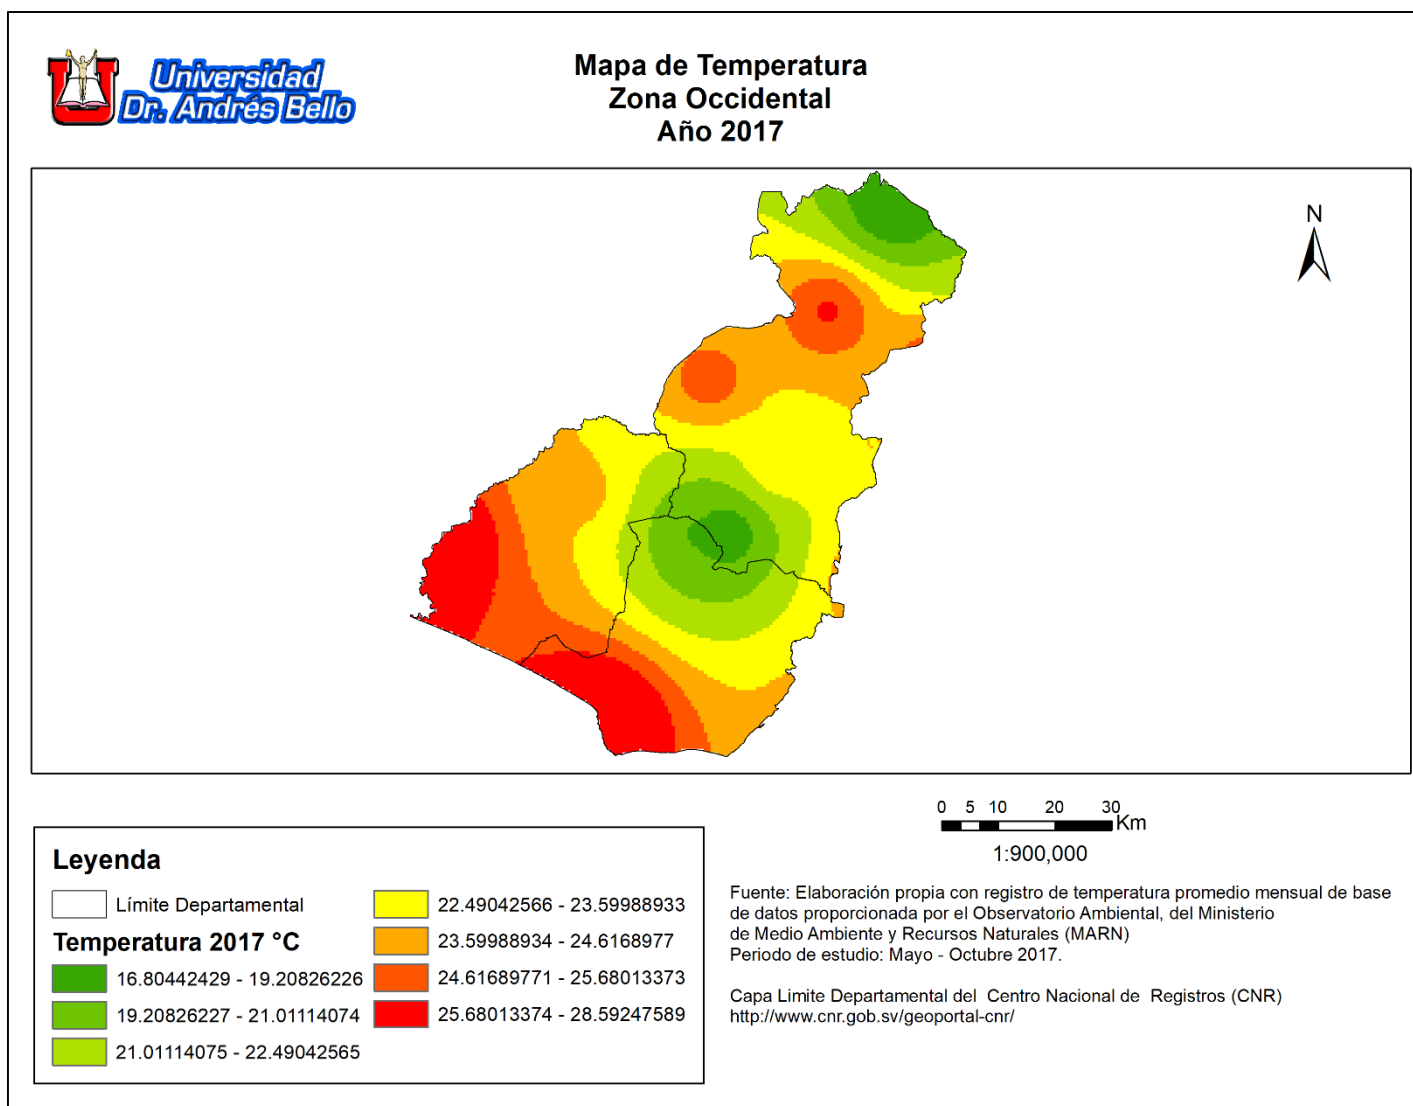 Universidad
Dr. Andrés Bello
Mapa de Temperatura
Zona Occidental
Año 2017
N
0 5 10 20 30
Km
1:900,000
Leyenda
Límite Departamental
Temperatura 2017 °C
16.80442429 - 19.20826226
19.20826227 - 21.01114074
21.01114075 - 22.49042565
22.49042566 - 23.59988933
23.59988934 - 24.6168977
24.61689771 - 25.68013373
25.68013374 - 28.59247589
Fuente: Elaboración propia con registro de temperatura promedio mensual de base
de datos proporcionada por el Observatorio Ambiental, del Ministerio
de Medio Ambiente y Recursos Naturales (MARN)
Periodo de estudio: Mayo - Octubre 2017.
Capa Limite Departamental del Centro Nacional de Registros (CNR)
http://www.cnr.gob.sv/geoportal-cnr/